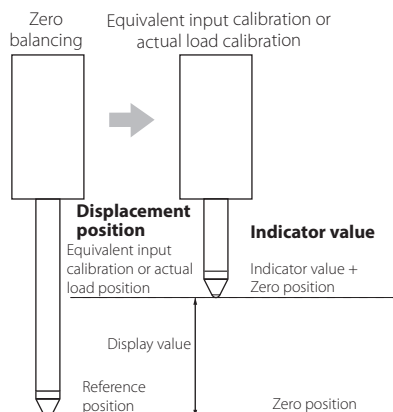 Zero
balancing
Equivalent input calibration or
actual load calibration
Displacement
position
Equivalent input
calibration or actual
load position
Indicator value
Indicator value +
Zero position
Display value
Reference
position
Zero position